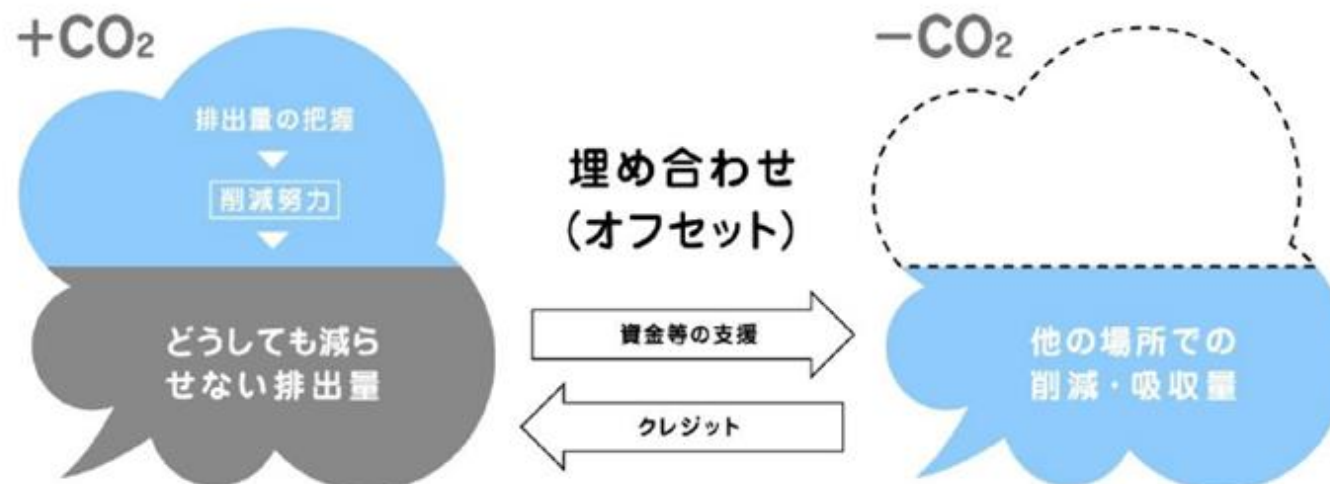 +CO₂
排出量の把握
削減努力
どうしても減ら
せない排出量
埋め合わせ
(オフセット)
資金等の支援
クレジット
−CO₂
他の場所での
削減・吸収量